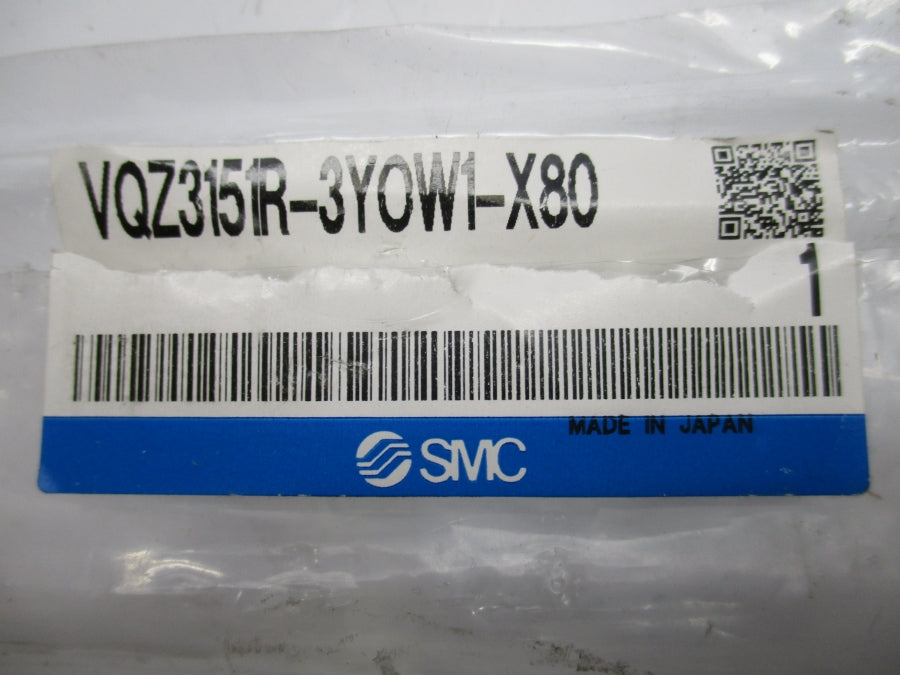 VQZ3151R-3YOW1-X80
1
MADE IN JAPAN
SMC